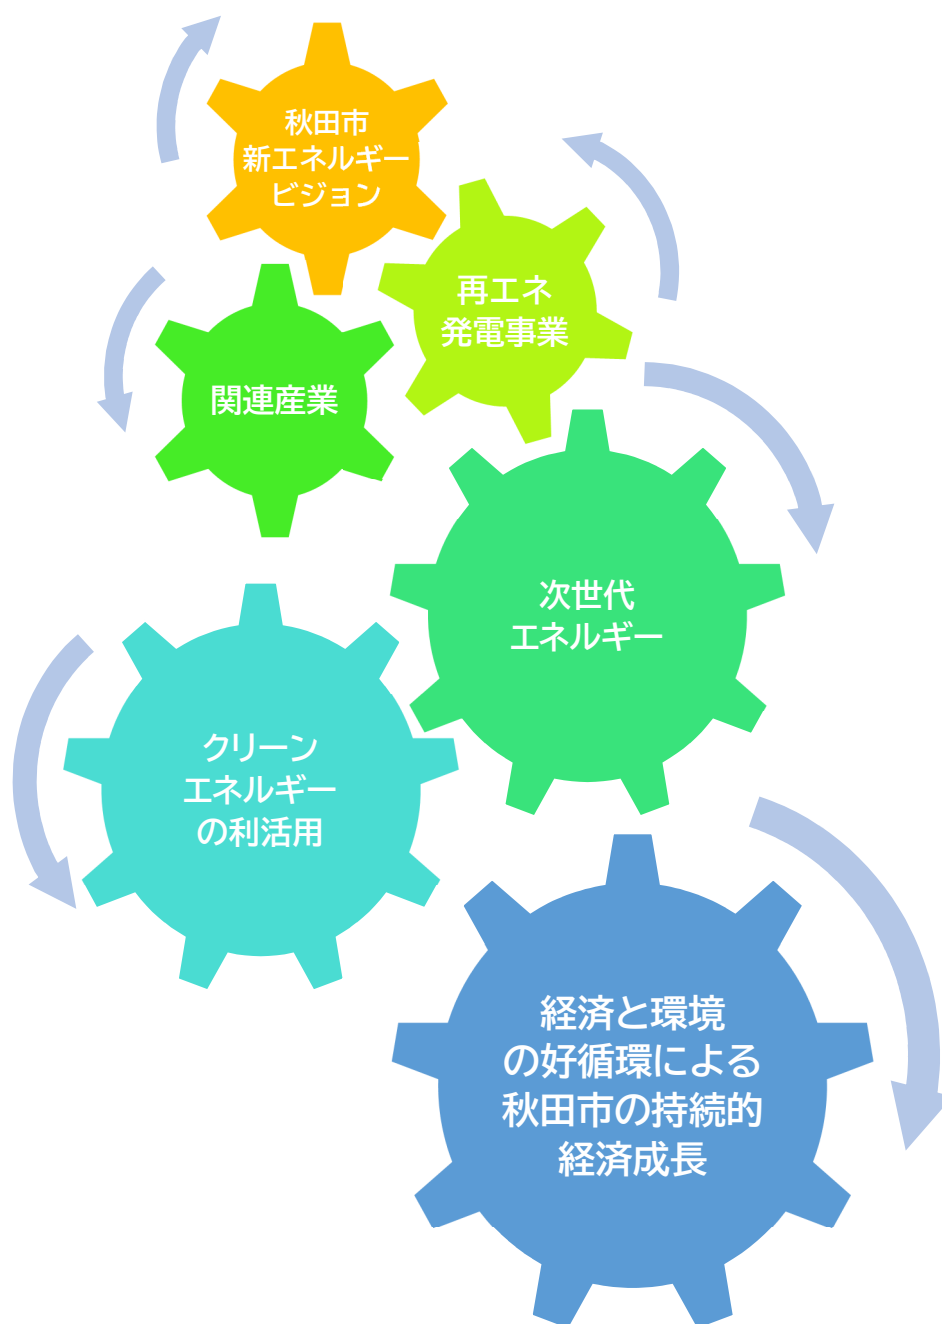 秋田市
新エネルギー
ビジョン
再エネ
発電事業
関連産業
次世代
エネルギー
クリーン
エネルギー
の利活用
経済と環境
の好循環による
秋田市の持続的
経済成長